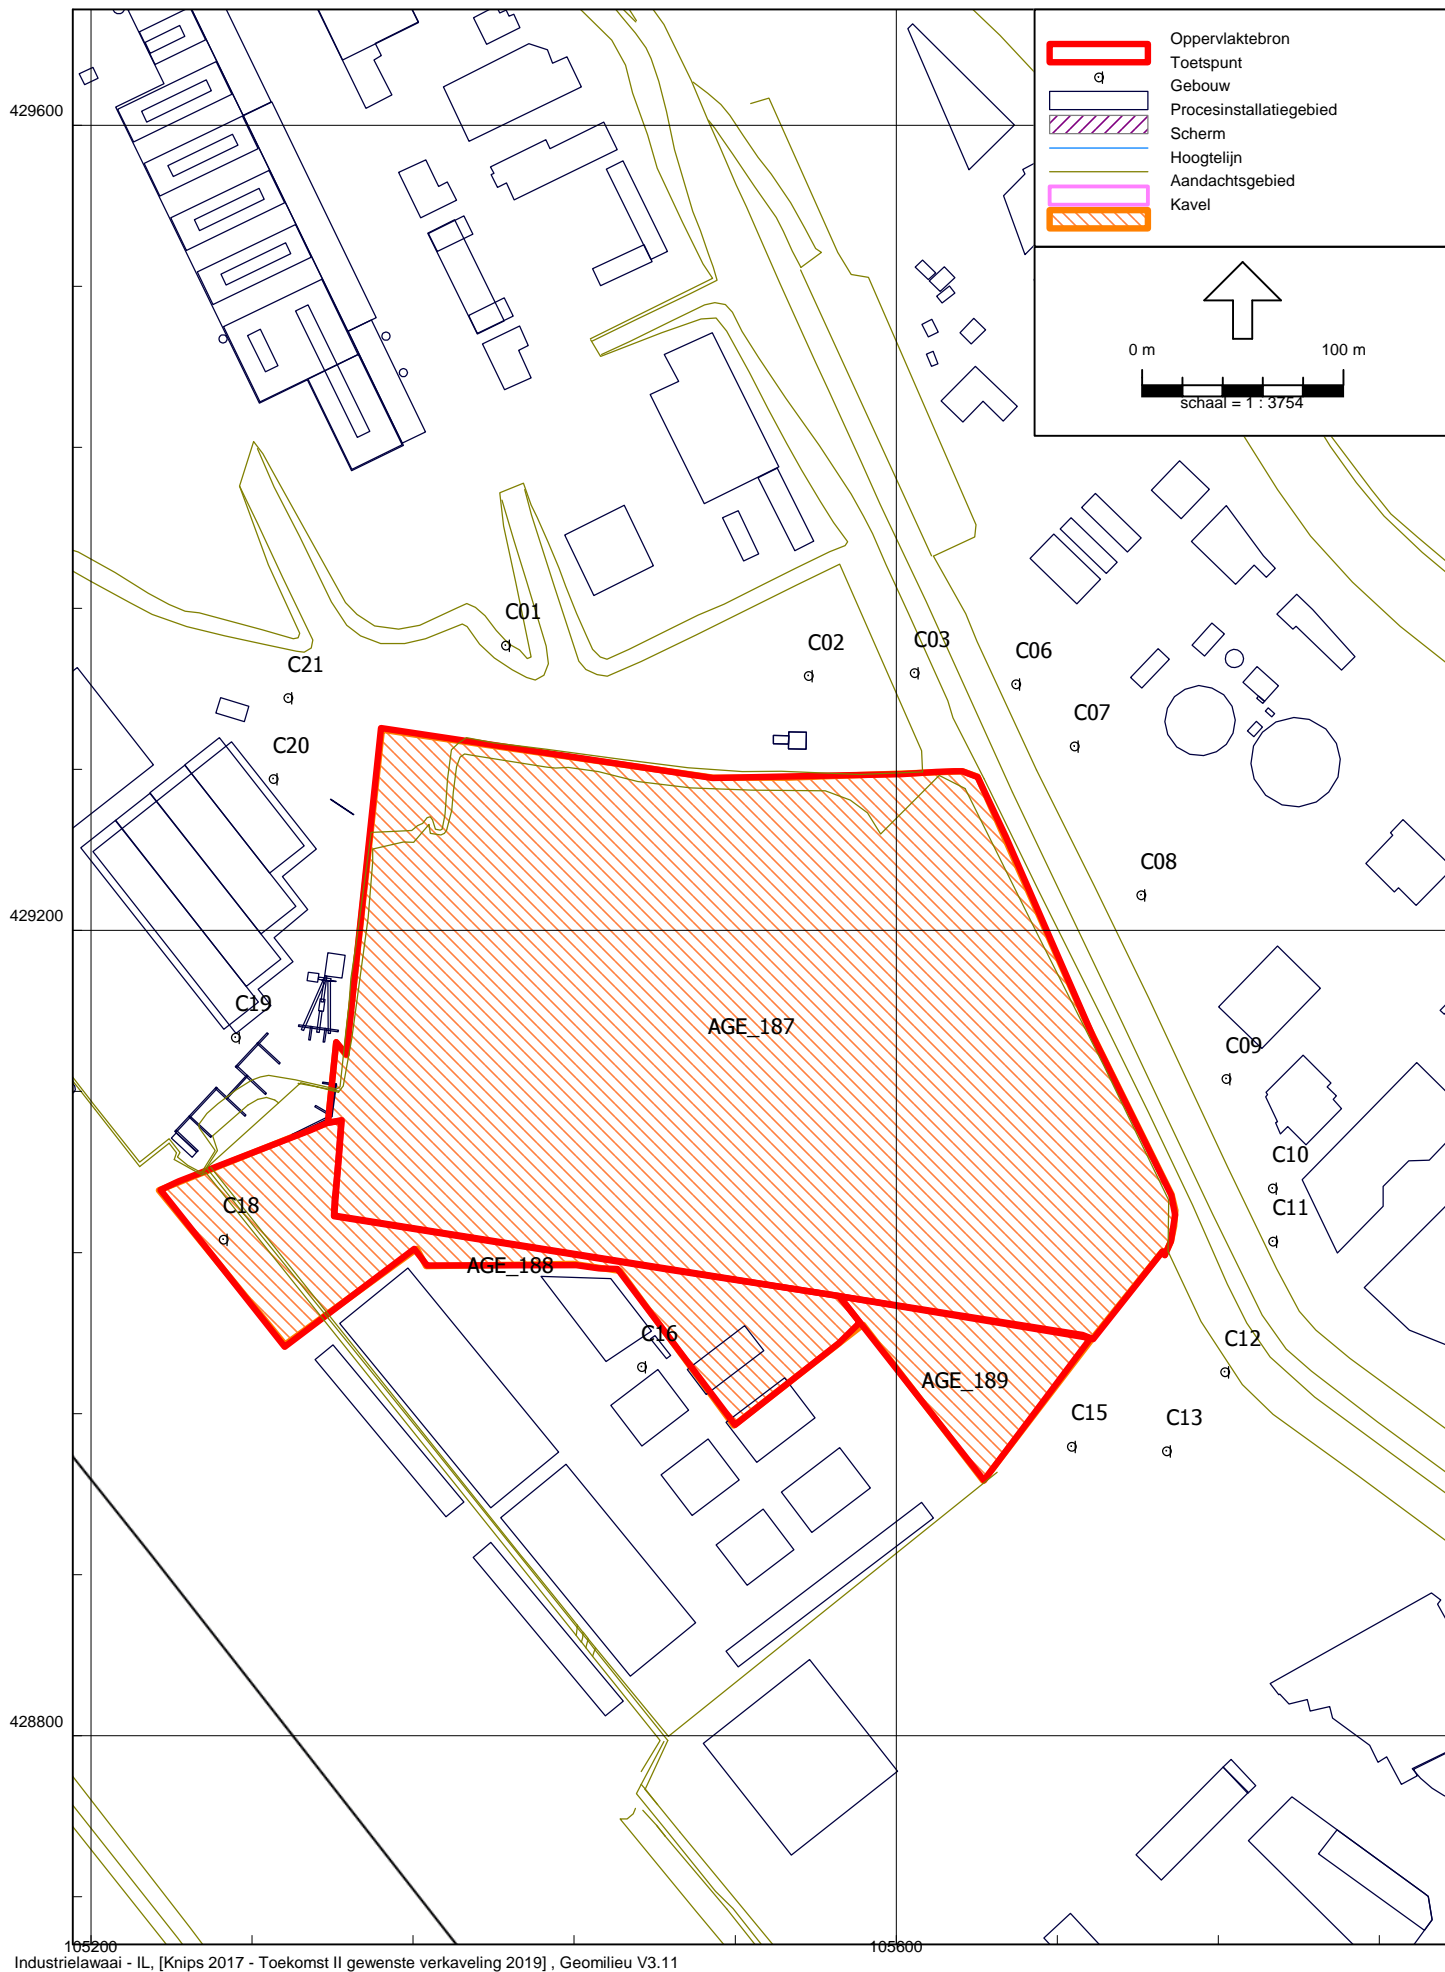 Oppervlaktebron
Toetspunt
Gebouw
Procesinstallatiegebied
Scherm
Hoogtelijn
Aandachtsgebied
Kavel
0 m
100 m
schaal = 1 : 3754
429600
C01
C02
C03
C06
C21
C07
C20
C08
429200
C19
AGE_187
C09
C10
C18
C11
AGE_188
C16
C12
AGE_189
C15
C13
428800
105200
105600
Industrielawaai - IL, [Knips 2017 - Toekomst II gewenste verkaveling 2019] , Geomilieu V3.11